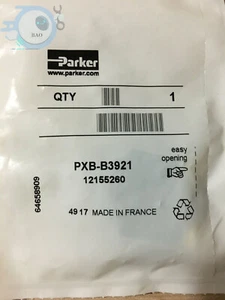 Parker
www.parker.com
QTY 1
PXB-B3921
12155260
easy
opening
64658909
4917 MADE IN FRANCE